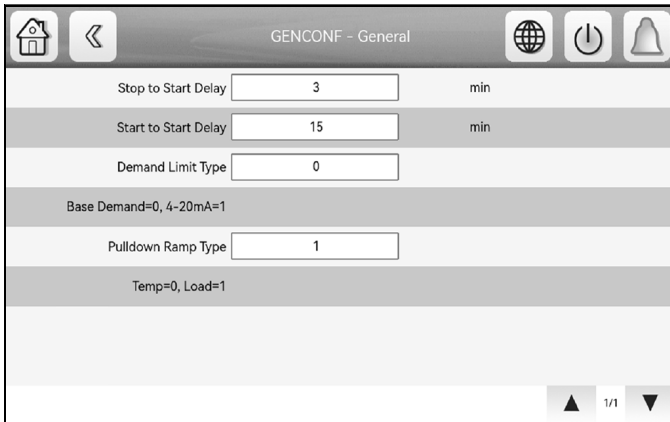 GENCONF - General
Stop to Start Delay 3 min
Start to Start Delay 15 min
Demand Limit Type 0
Base Demand=0, 4-20mA=1
Pulldown Ramp Type 1
Temp=0, Load=1
1/1